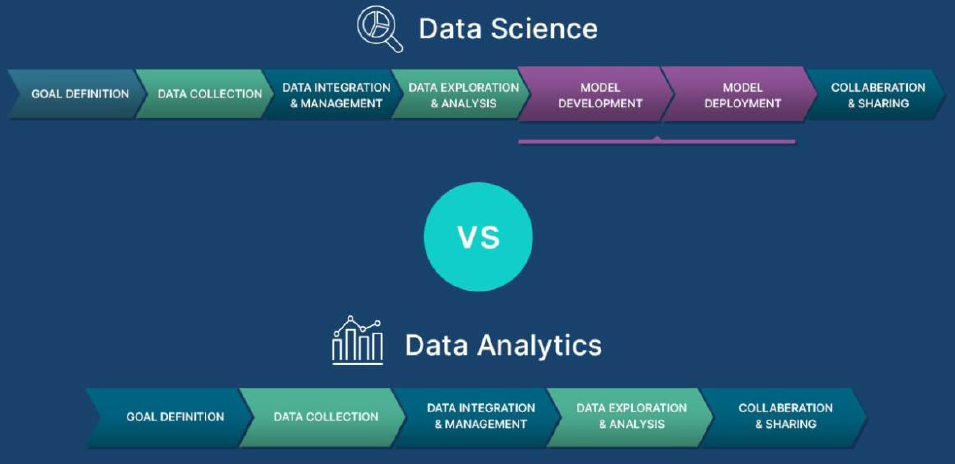 Data Science
GOAL DEFINITION
DATA COLLECTION
DATA INTEGRATION
& MANAGEMENT
DATA EXPLORATION
& ANALYSIS
MODEL
DEVELOPMENT
MODEL
DEPLOYMENT
COLLABERATION
& SHARING
VS
Data Analytics
GOAL DEFINITION
DATA COLLECTION
DATA INTEGRATION
& MANAGEMENT
DATA EXPLORATION
& ANALYSIS
COLLABERATION
& SHARING